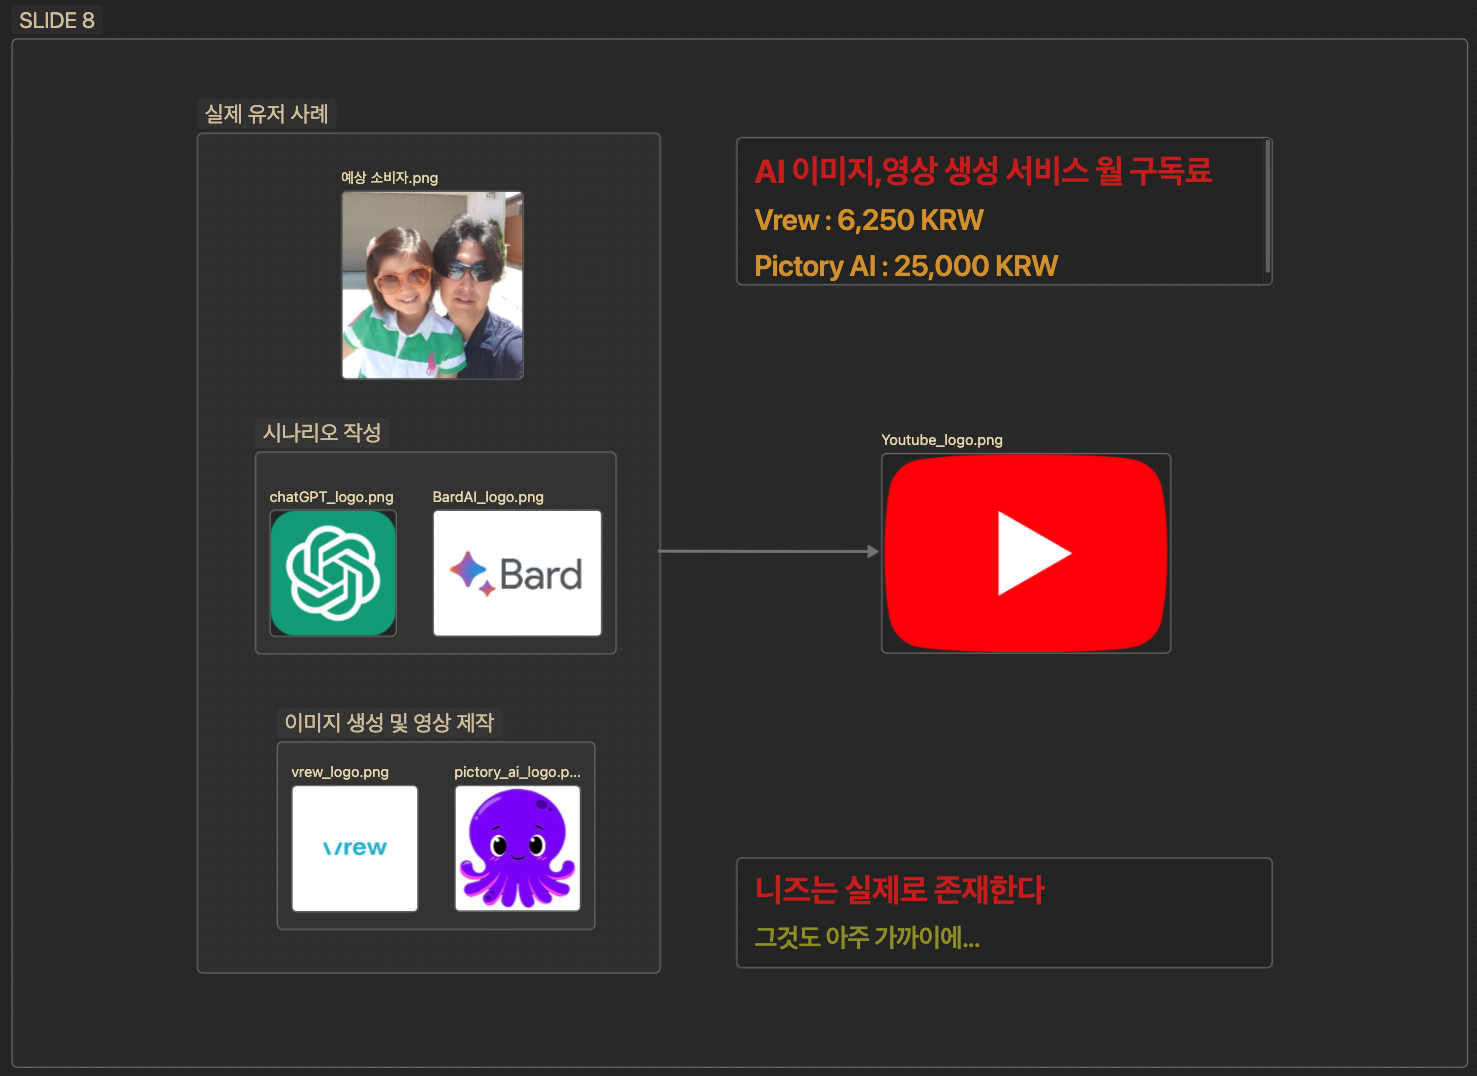 SLIDE 8
실제 유저 사례
예상 소비자.png
시나리오 작성
chatGPT_logo.png
BardAI_logo.png
Bard
이미지 생성 및 영상 제작
vrew_logo.png
pictory_ai_logo.p...
vrew
AI 이미지,영상 생성 서비스 월 구독료
Vrew : 6,250 KRW
Pictory AI : 25,000 KRW
Youtube_logo.png
니즈는 실제로 존재한다
그것도 아주 가까이에...